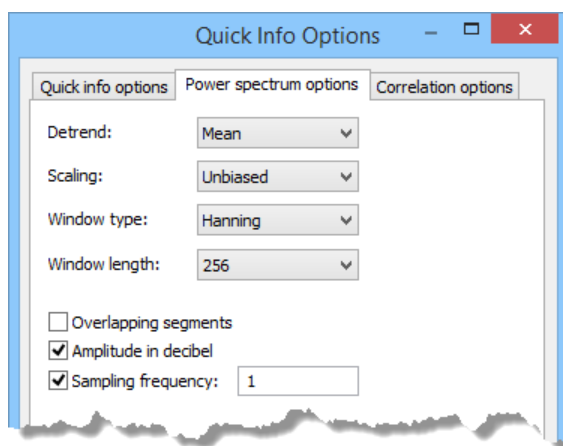 Quick Info Options
Quick info options Power spectrum options Correlation options
Detrend: Mean
Scaling: Unbiased
Window type: Hanning
Window length: 256
Overlapping segments
Amplitude in decibel
Sampling frequency: 1